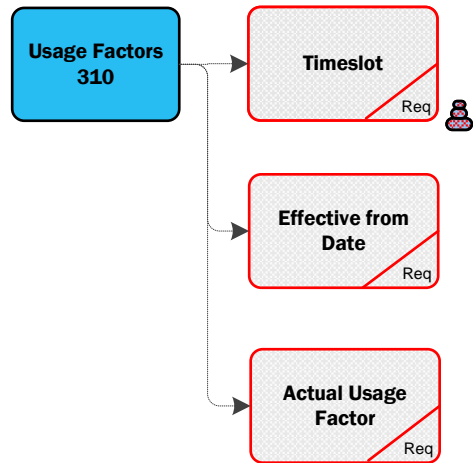 Usage Factors
310
Timeslot
Req
Effective from
Date
Req
Actual Usage
Factor
Req